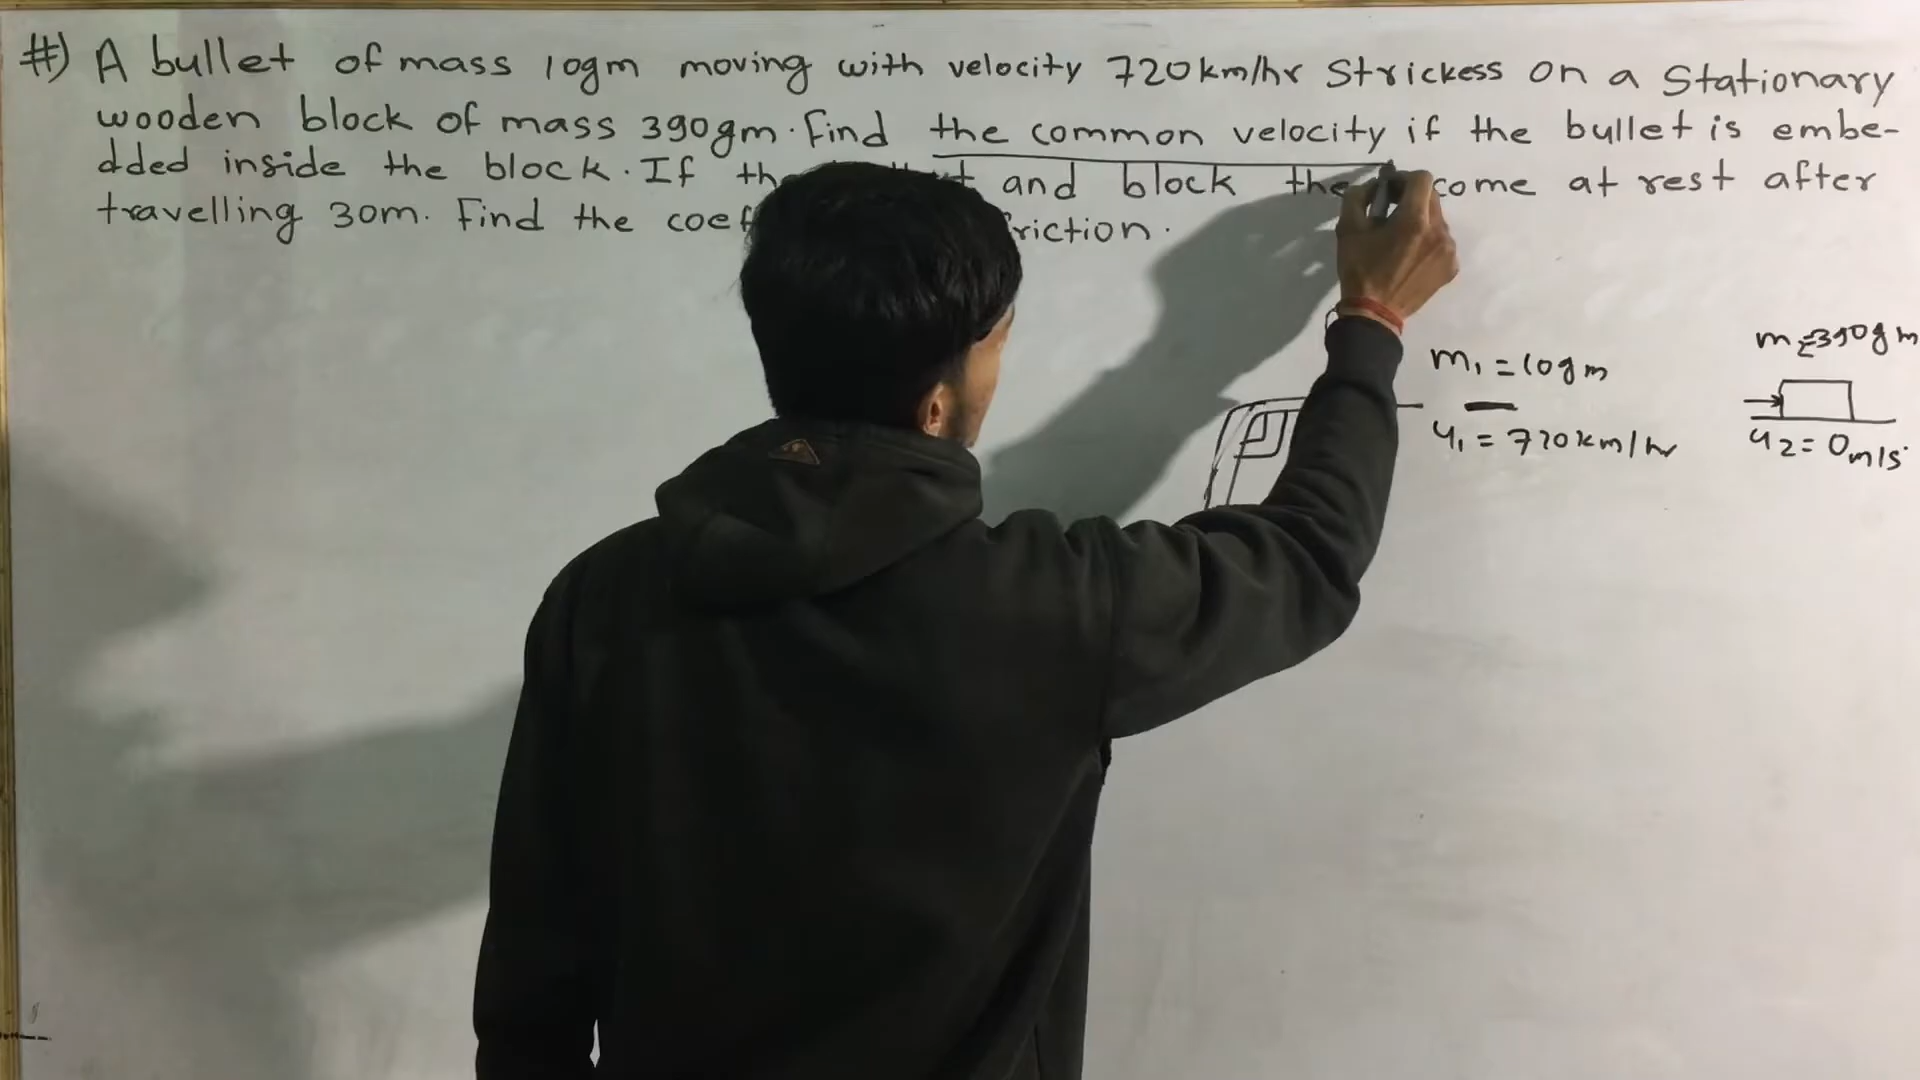 #) A bullet of mass 10gm moving with velocity 720km/hr Strickess on a Stationary
wooden block of mass 390gm. Find the common velocity if the bullet is embe-
dded inside the block. If and block come at rest after
travelling 30m. Find the
m₁ = 10gm
u₁ = 720km/hr
m₂=390gm
u₂= 0m/s